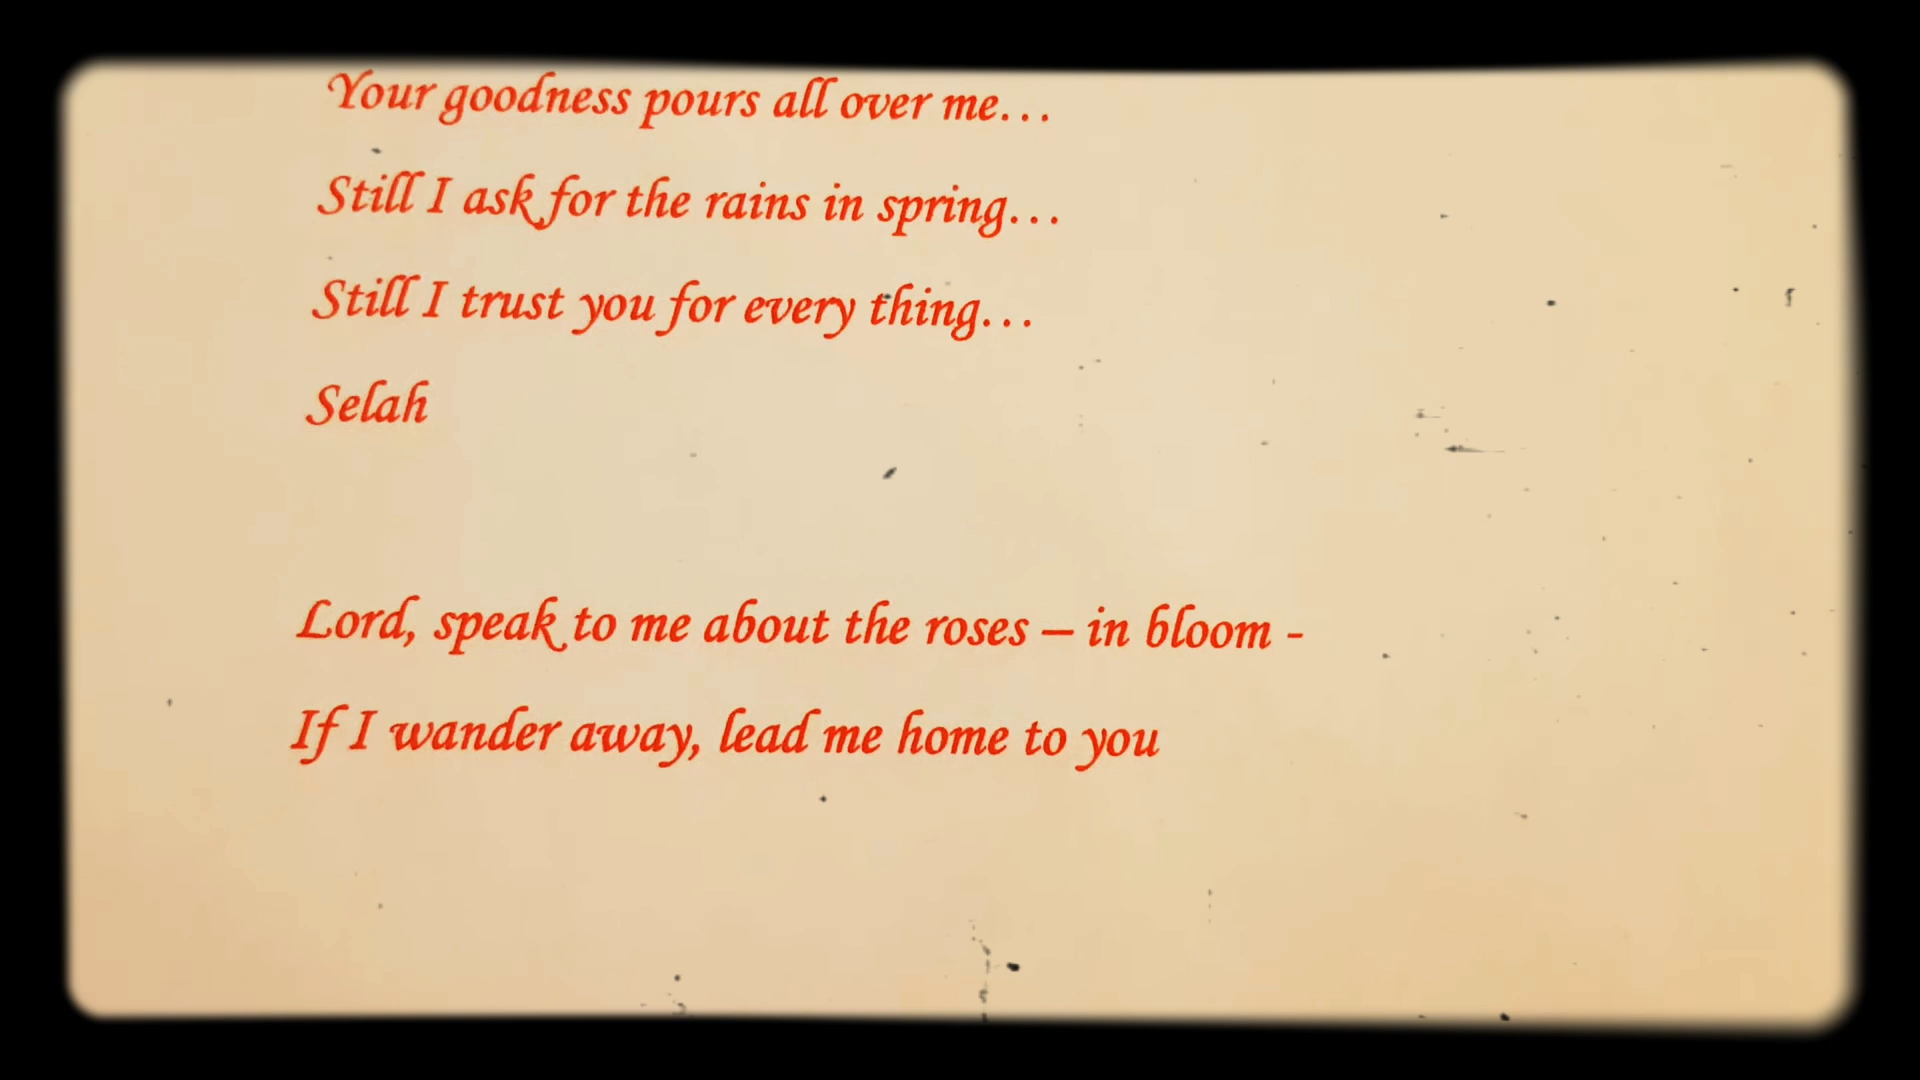 Your goodness pours all over me…
Still I ask for the rains in spring…
Still I trust you for every thing…
Selah
Lord, speak to me about the roses – in bloom -
If I wander away, lead me home to you